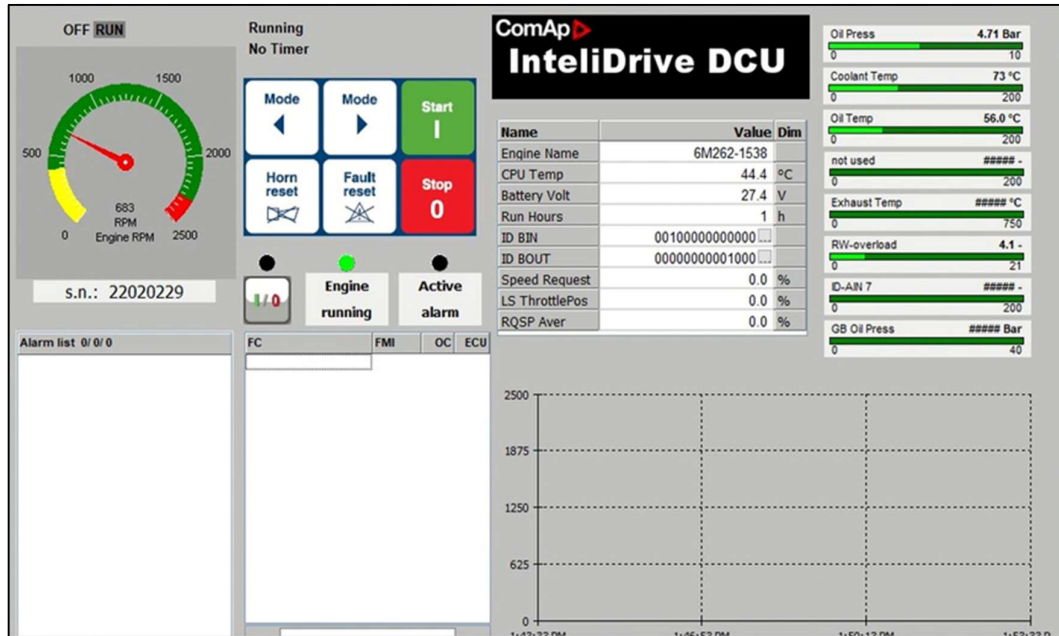 OFF RUN
1000 1500
500 2000
683
RPM
0 Engine RPM 2500
s.n.: 22020229
Running
No Timer
Mode Mode Start
I
Horn reset Fault reset Stop
0
I/0
Engine running
Active alarm
Alarm list 0/ 0/ 0
FC FMI OC ECU
ComAp
InteliDrive DCU
Name Value Dim
Engine Name 6M262-1538
CPU Temp 44.4 °C
Battery Volt 27.4 V
Run Hours 1 h
ID BIN 00100000000000 ...
ID BOUT 00000000001000 ...
Speed Request 0.0 %
LS ThrottlePos 0.0 %
RQSP Aver 0.0 %
Oil Press 4.71 Bar
0 10
Coolant Temp 73 °C
0 200
Oil Temp 56.0 °C
0 200
not used ##### -
0 200
Exhaust Temp ##### °C
0 750
RW-overload 4.1 -
0 21
ID-AIN 7 ##### -
0 200
GB Oil Press ##### Bar
0 40
2500
1875
1250
625
0